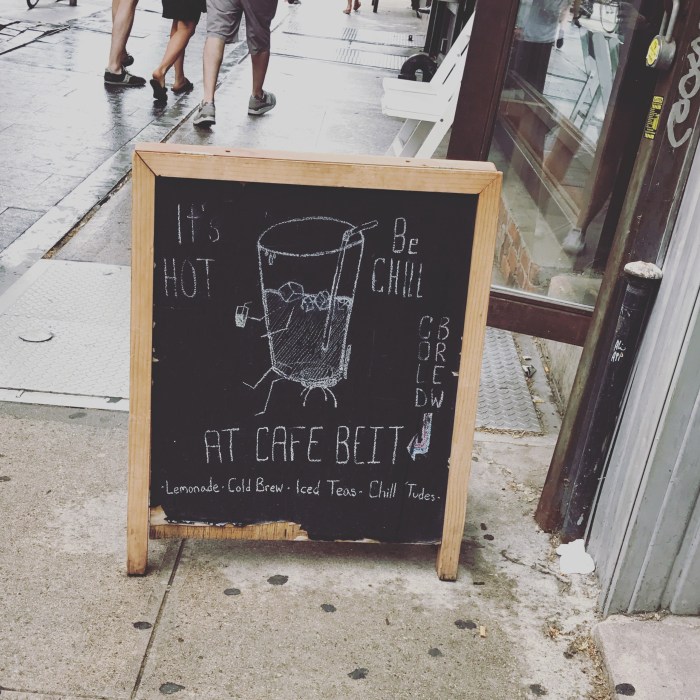 It's
HOT
Be
CHILL
COLD
BREW
AT CAFE BEIT
·Lemonade·Cold Brew·Iced Teas·Chill 'Tudes·